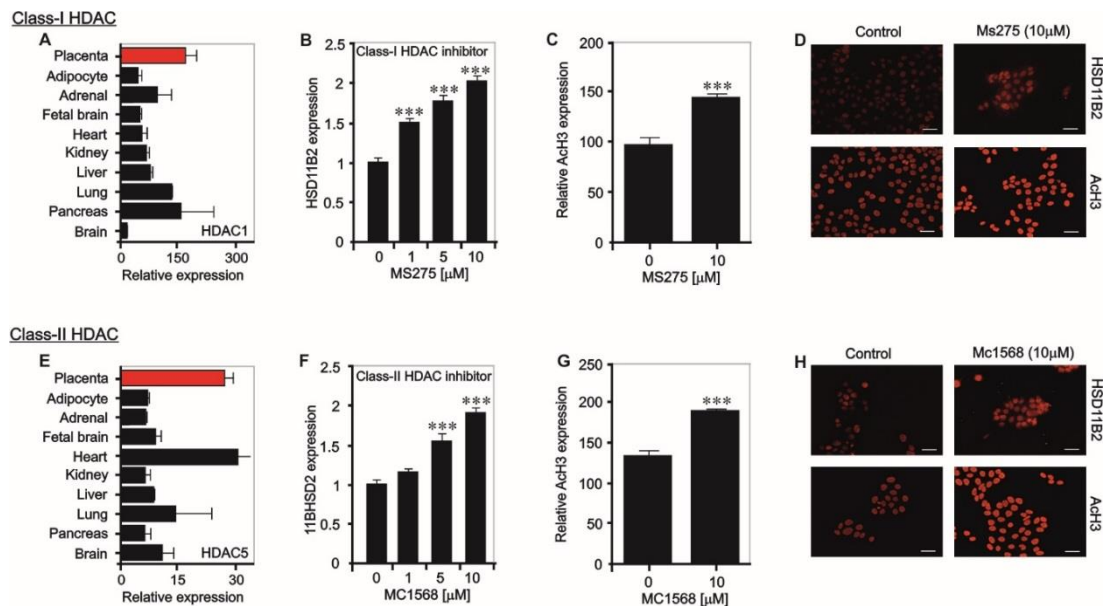 Class-I HDAC
A
Placenta
Adipocyte
Adrenal
Fetal brain
Heart
Kidney
Liver
Lung
Pancreas
Brain
HDAC1
0 150 300
Relative expression
B
Class-I HDAC inhibitor
HSD11B2 expression
2.5
2
1.5
1
0.5
0
*** *** ***
0 1 5 10
MS275 [µM]
C
Relative AcH3 expression
200
150
100
50
0
***
0 10
MS275 [µM]
D
Control Ms275 (10µM)
HSD11B2
AcH3
Class-II HDAC
E
Placenta
Adipocyte
Adrenal
Fetal brain
Heart
Kidney
Liver
Lung
Pancreas
Brain
HDAC5
0 15 30
Relative expression
F
Class-II HDAC inhibitor
11BHSD2 expression
2.5
2
1.5
1
0.5
0
*** ***
0 1 5 10
MC1568 [µM]
G
Relative AcH3 expression
250
200
150
100
50
0
***
0 10
MC1568 [µM]
H
Control Mc1568 (10µM)
HSD11B2
AcH3